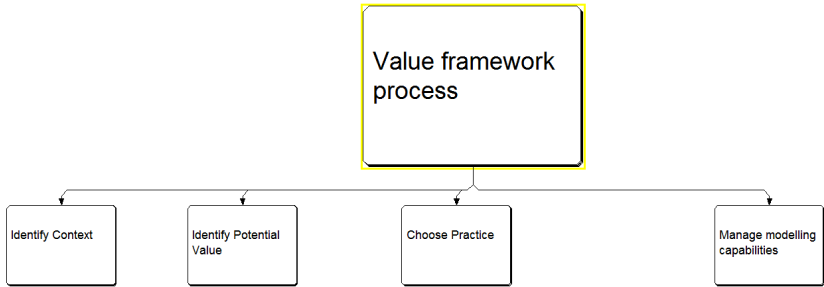 Value framework
process
Identify Context
Identify Potential
Value
Choose Practice
Manage modelling
capabilities